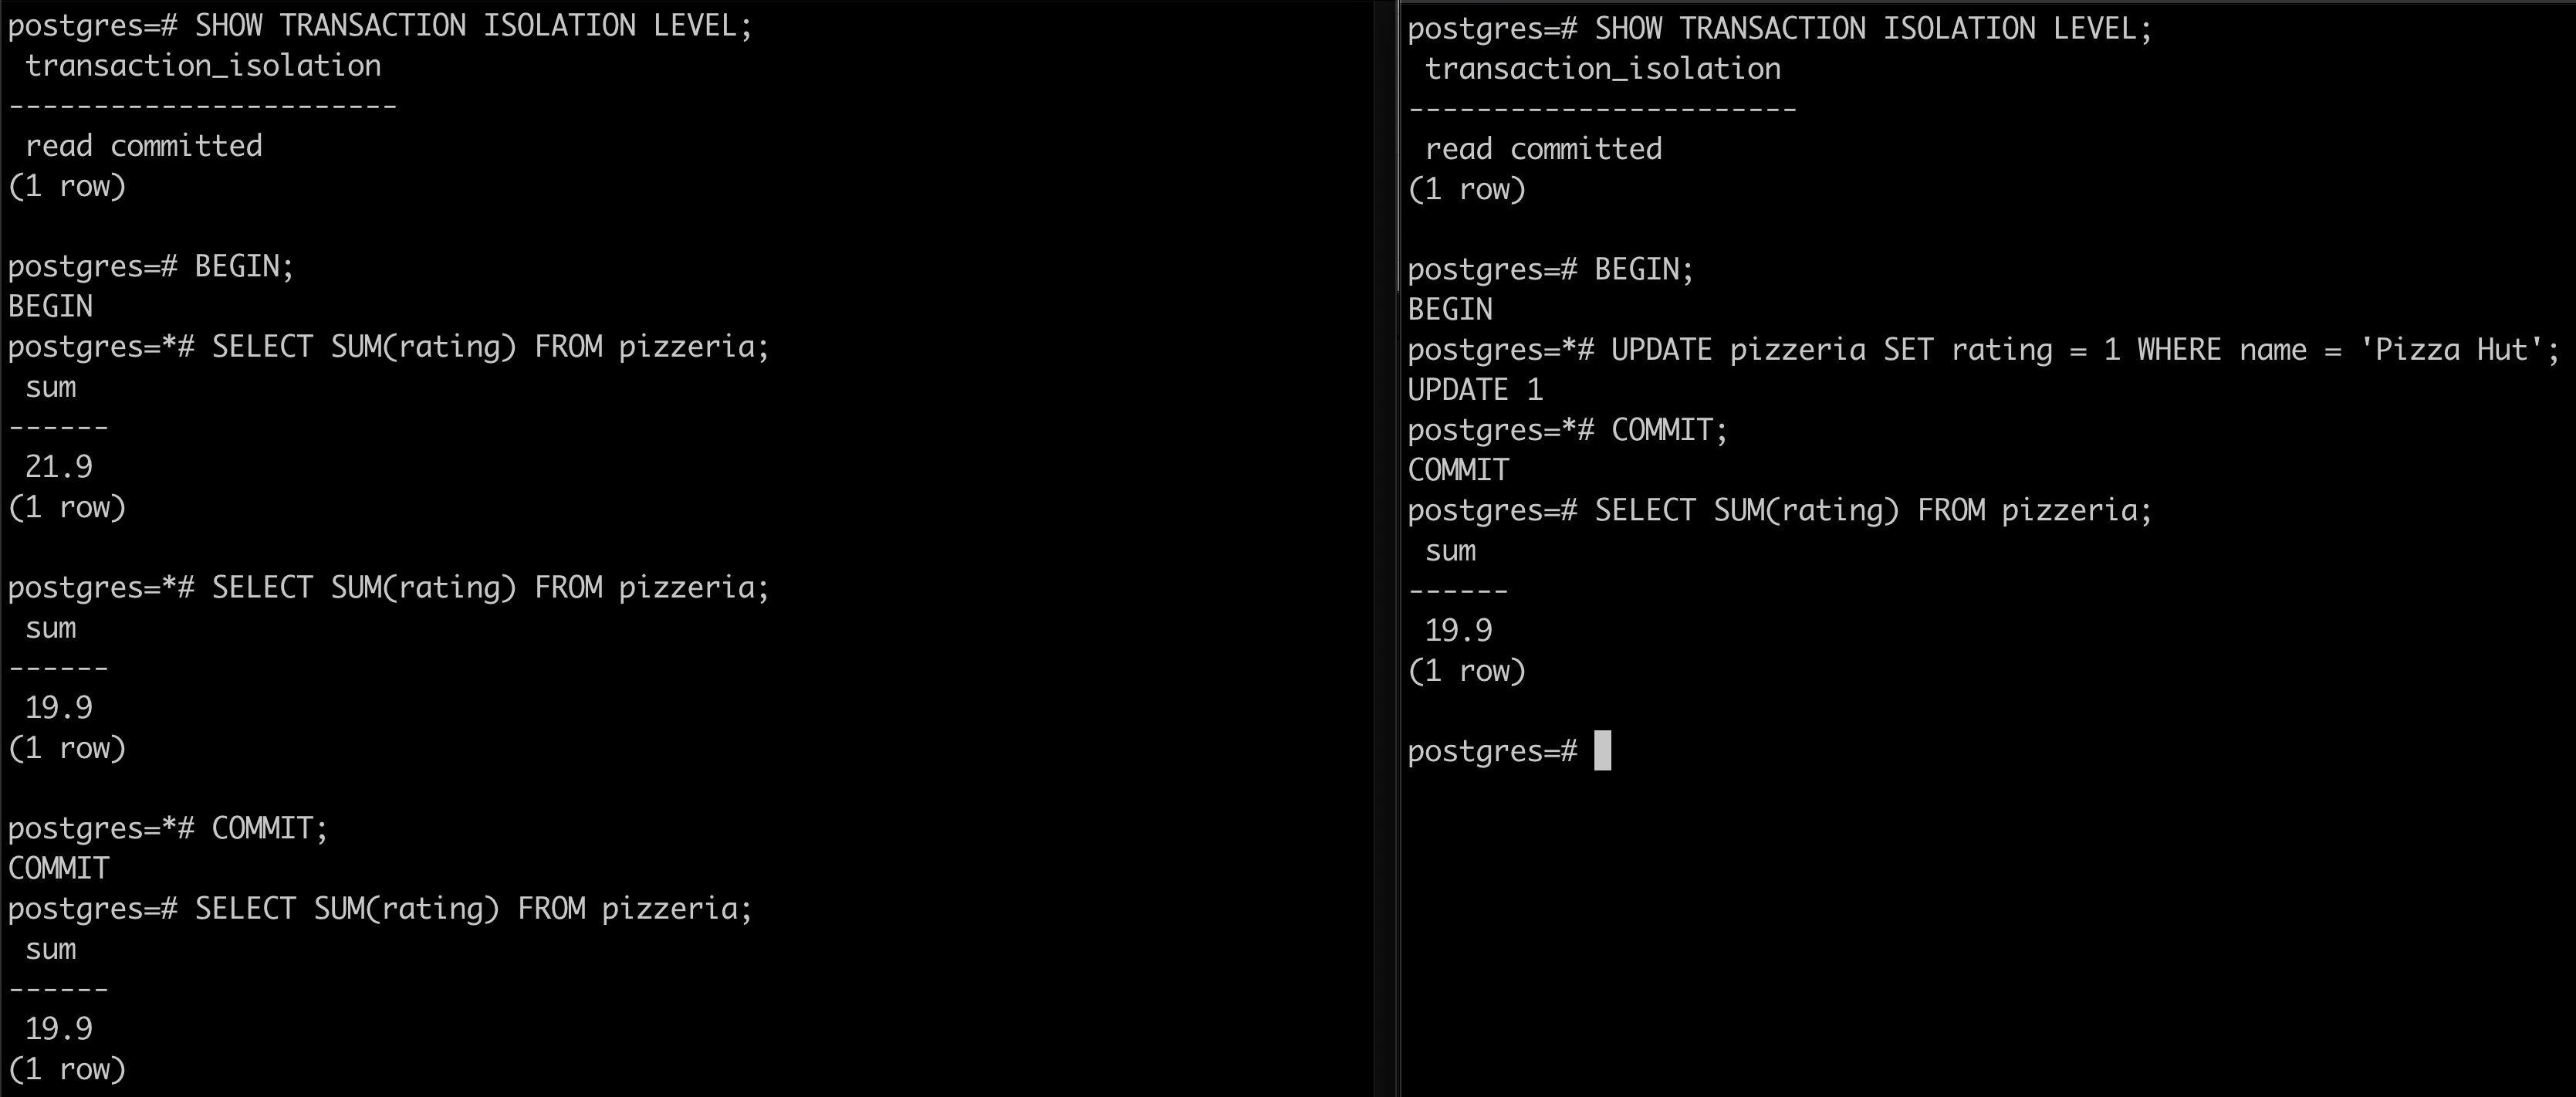 postgres=# SHOW TRANSACTION ISOLATION LEVEL;
 transaction_isolation
-----------------------
 read committed
(1 row)

postgres=# BEGIN;
BEGIN
postgres=*# SELECT SUM(rating) FROM pizzeria;
 sum
------
 21.9
(1 row)

postgres=*# SELECT SUM(rating) FROM pizzeria;
 sum
------
 19.9
(1 row)

postgres=*# COMMIT;
COMMIT
postgres=# SELECT SUM(rating) FROM pizzeria;
 sum
------
 19.9
(1 row)

postgres=# SHOW TRANSACTION ISOLATION LEVEL;
 transaction_isolation
-----------------------
 read committed
(1 row)

postgres=# BEGIN;
BEGIN
postgres=*# UPDATE pizzeria SET rating = 1 WHERE name = 'Pizza Hut';
UPDATE 1
postgres=*# COMMIT;
COMMIT
postgres=# SELECT SUM(rating) FROM pizzeria;
 sum
------
 19.9
(1 row)

postgres=#